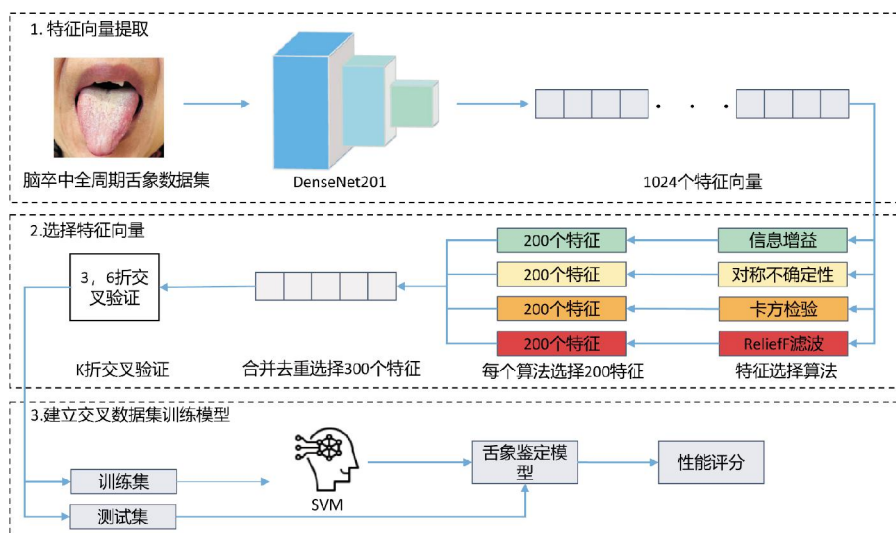 1. 特征向量提取
脑卒中全周期舌象数据集
DenseNet201
1024个特征向量
2.选择特征向量
3，6折交
叉验证
200个特征
信息增益
200个特征
对称不确定性
200个特征
卡方检验
200个特征
ReliefF滤波
K折交叉验证
合并去重选择300个特征
每个算法选择200特征
特征选择算法
3.建立交叉数据集训练模型
训练集
测试集
SVM
舌象鉴定模
型
性能评分